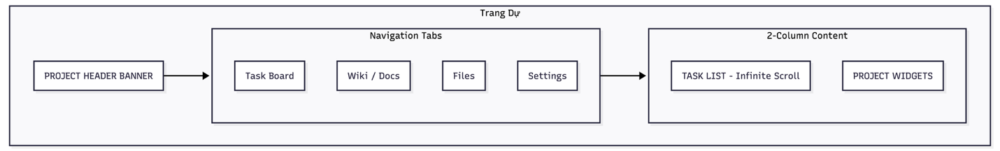 Trang Dự
Navigation Tabs
2-Column Content
PROJECT HEADER BANNER
Task Board
Wiki / Docs
Files
Settings
TASK LIST - Infinite Scroll
PROJECT WIDGETS